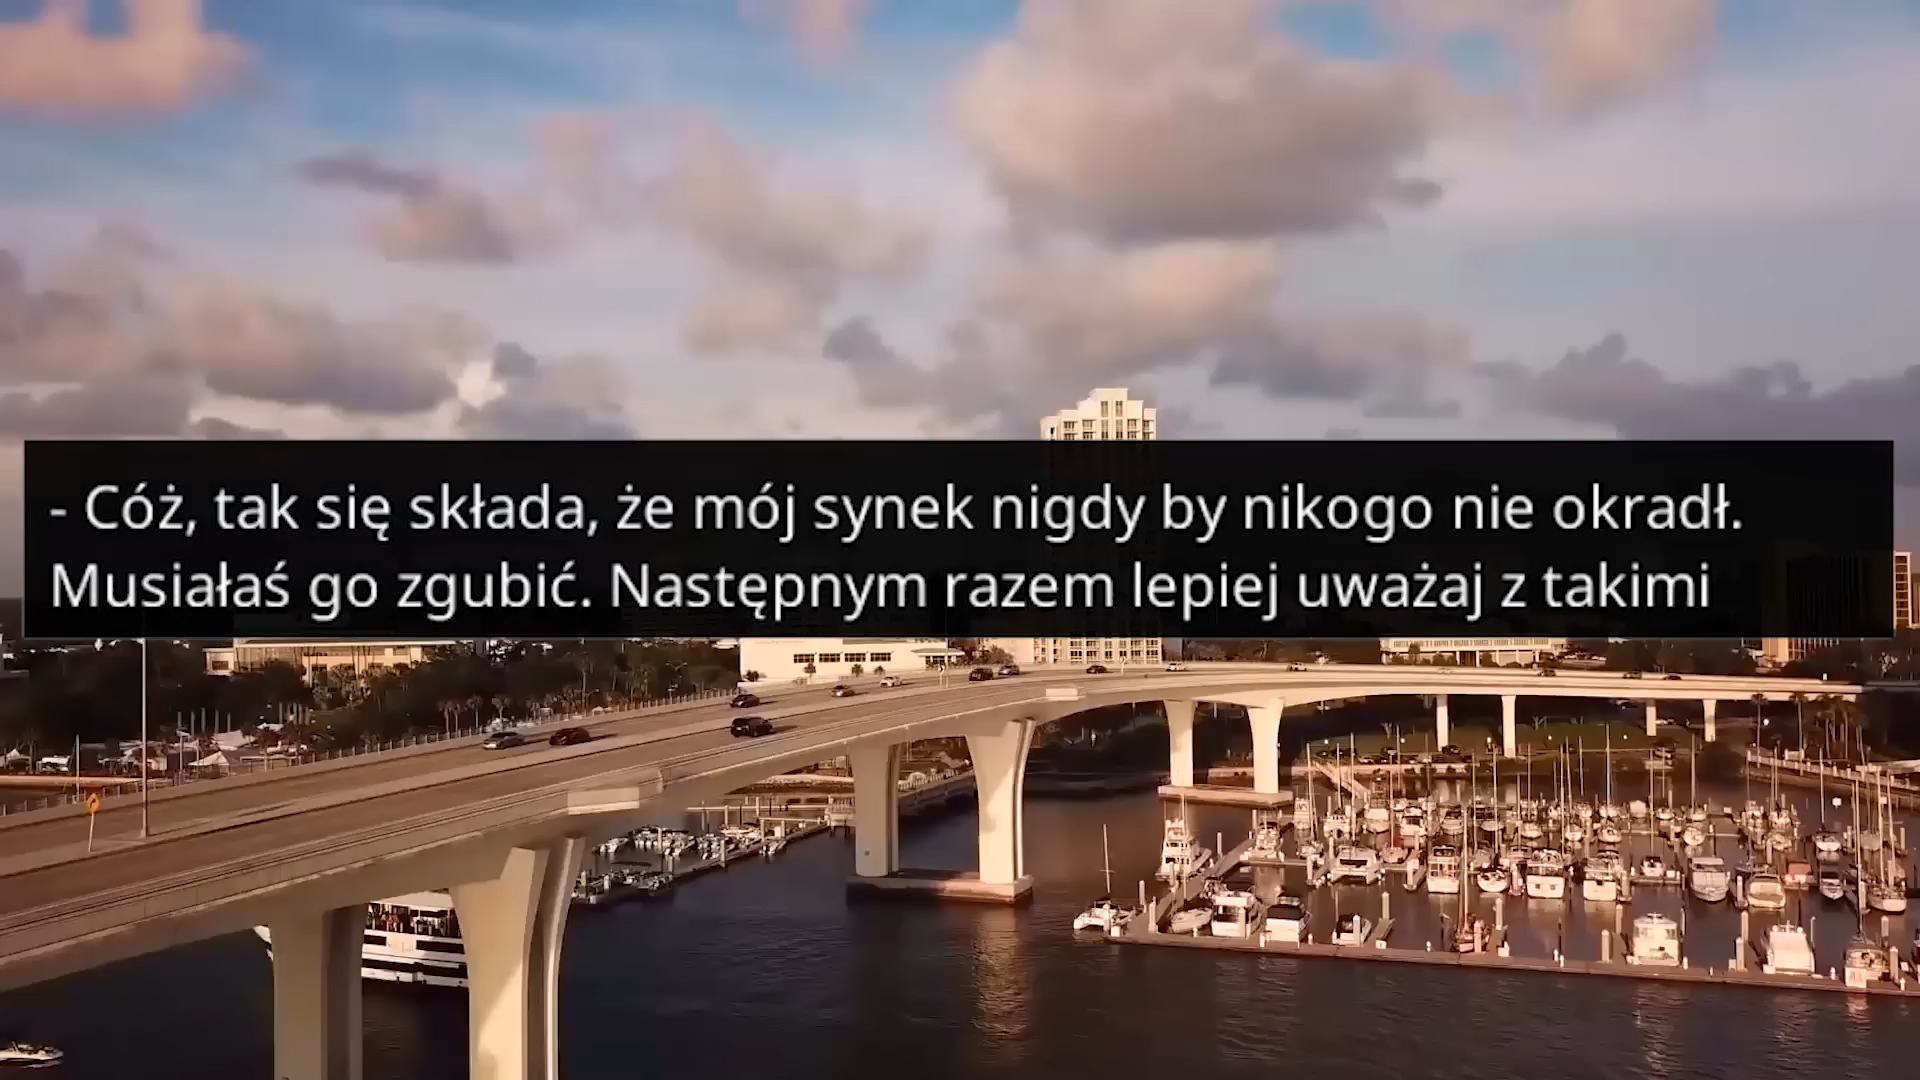 - Cóż, tak się składa, że mój synek nigdy by nikogo nie okradł.
Musiałaś go zgubić. Następnym razem lepiej uważaj z takimi